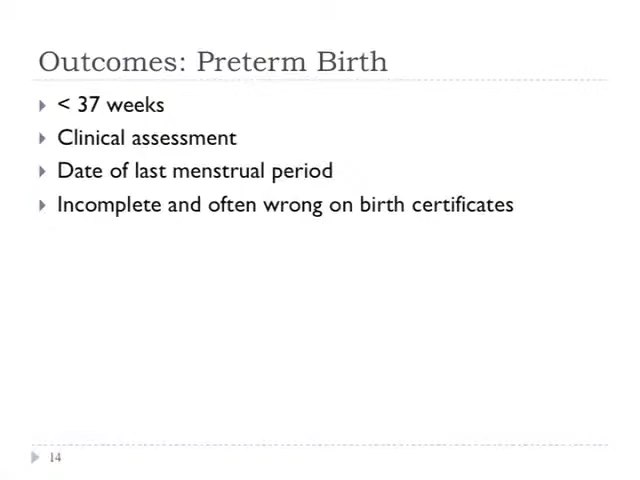 Outcomes: Preterm Birth
< 37 weeks
Clinical assessment
Date of last menstrual period
Incomplete and often wrong on birth certificates
14